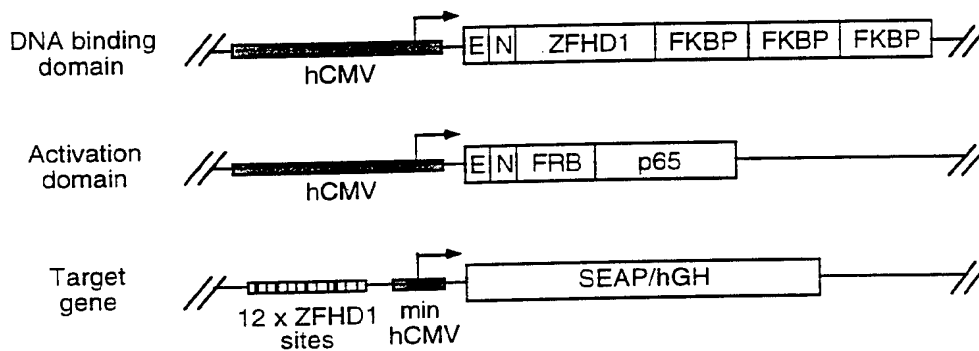 DNA binding
domain
hCMV
E N ZFHD1 FKBP FKBP FKBP
Activation
domain
hCMV
E N FRB p65
Target
gene
12 x ZFHD1
sites
min
hCMV
SEAP/hGH